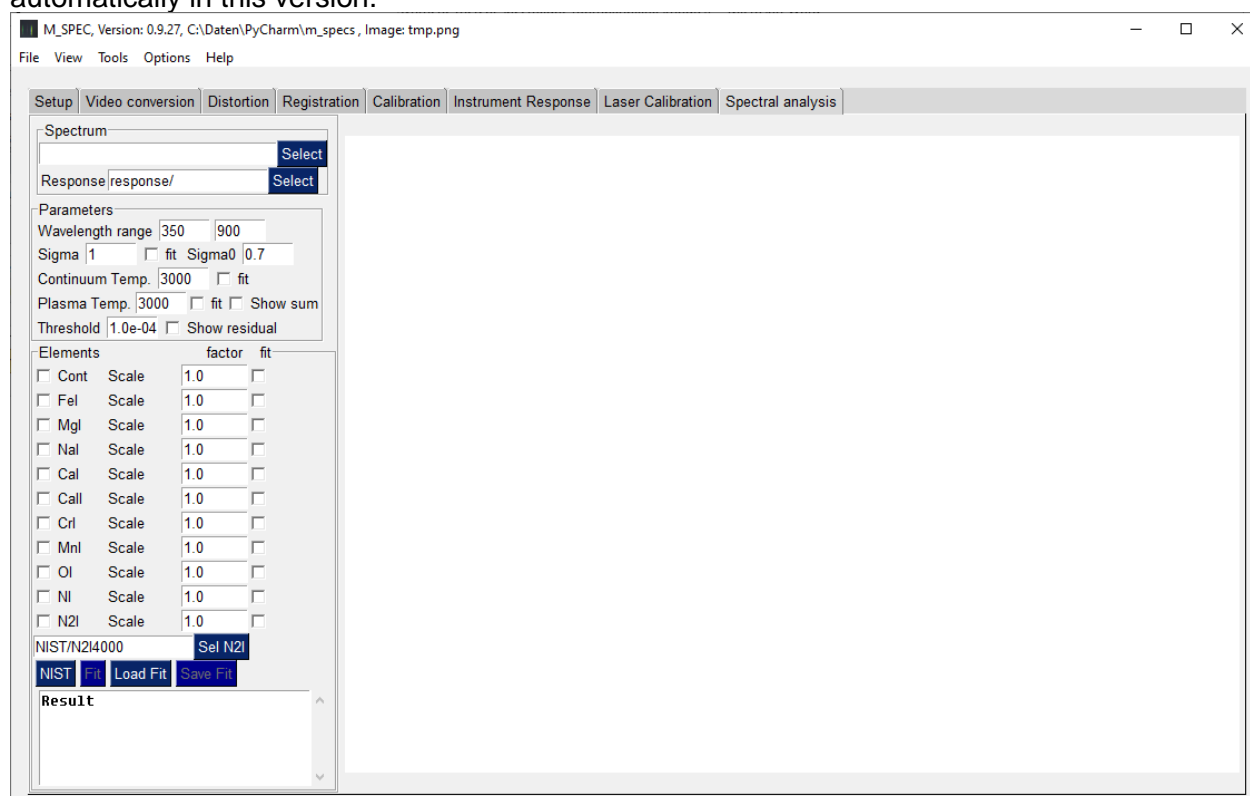 automatically in this version.
M_SPEC, Version: 0.9.27, C:\Daten\PyCharm\m_specs , Image: tmp.png
File View Tools Options Help
Setup Video conversion Distortion Registration Calibration Instrument Response Laser Calibration Spectral analysis
Spectrum
Select
Response response/ Select
Parameters
Wavelength range 350 900
Sigma 1 fit Sigma0 0.7
Continuum Temp. 3000 fit
Plasma Temp. 3000 fit Show sum
Threshold 1.0e-04 Show residual
Elements factor fit
Cont Scale 1.0
FeI Scale 1.0
MgI Scale 1.0
NaI Scale 1.0
CaI Scale 1.0
CaII Scale 1.0
CrI Scale 1.0
MnI Scale 1.0
OI Scale 1.0
NI Scale 1.0
N2I Scale 1.0
NIST/N2I4000 Sel N2I
NIST Fit Load Fit Save Fit
Result